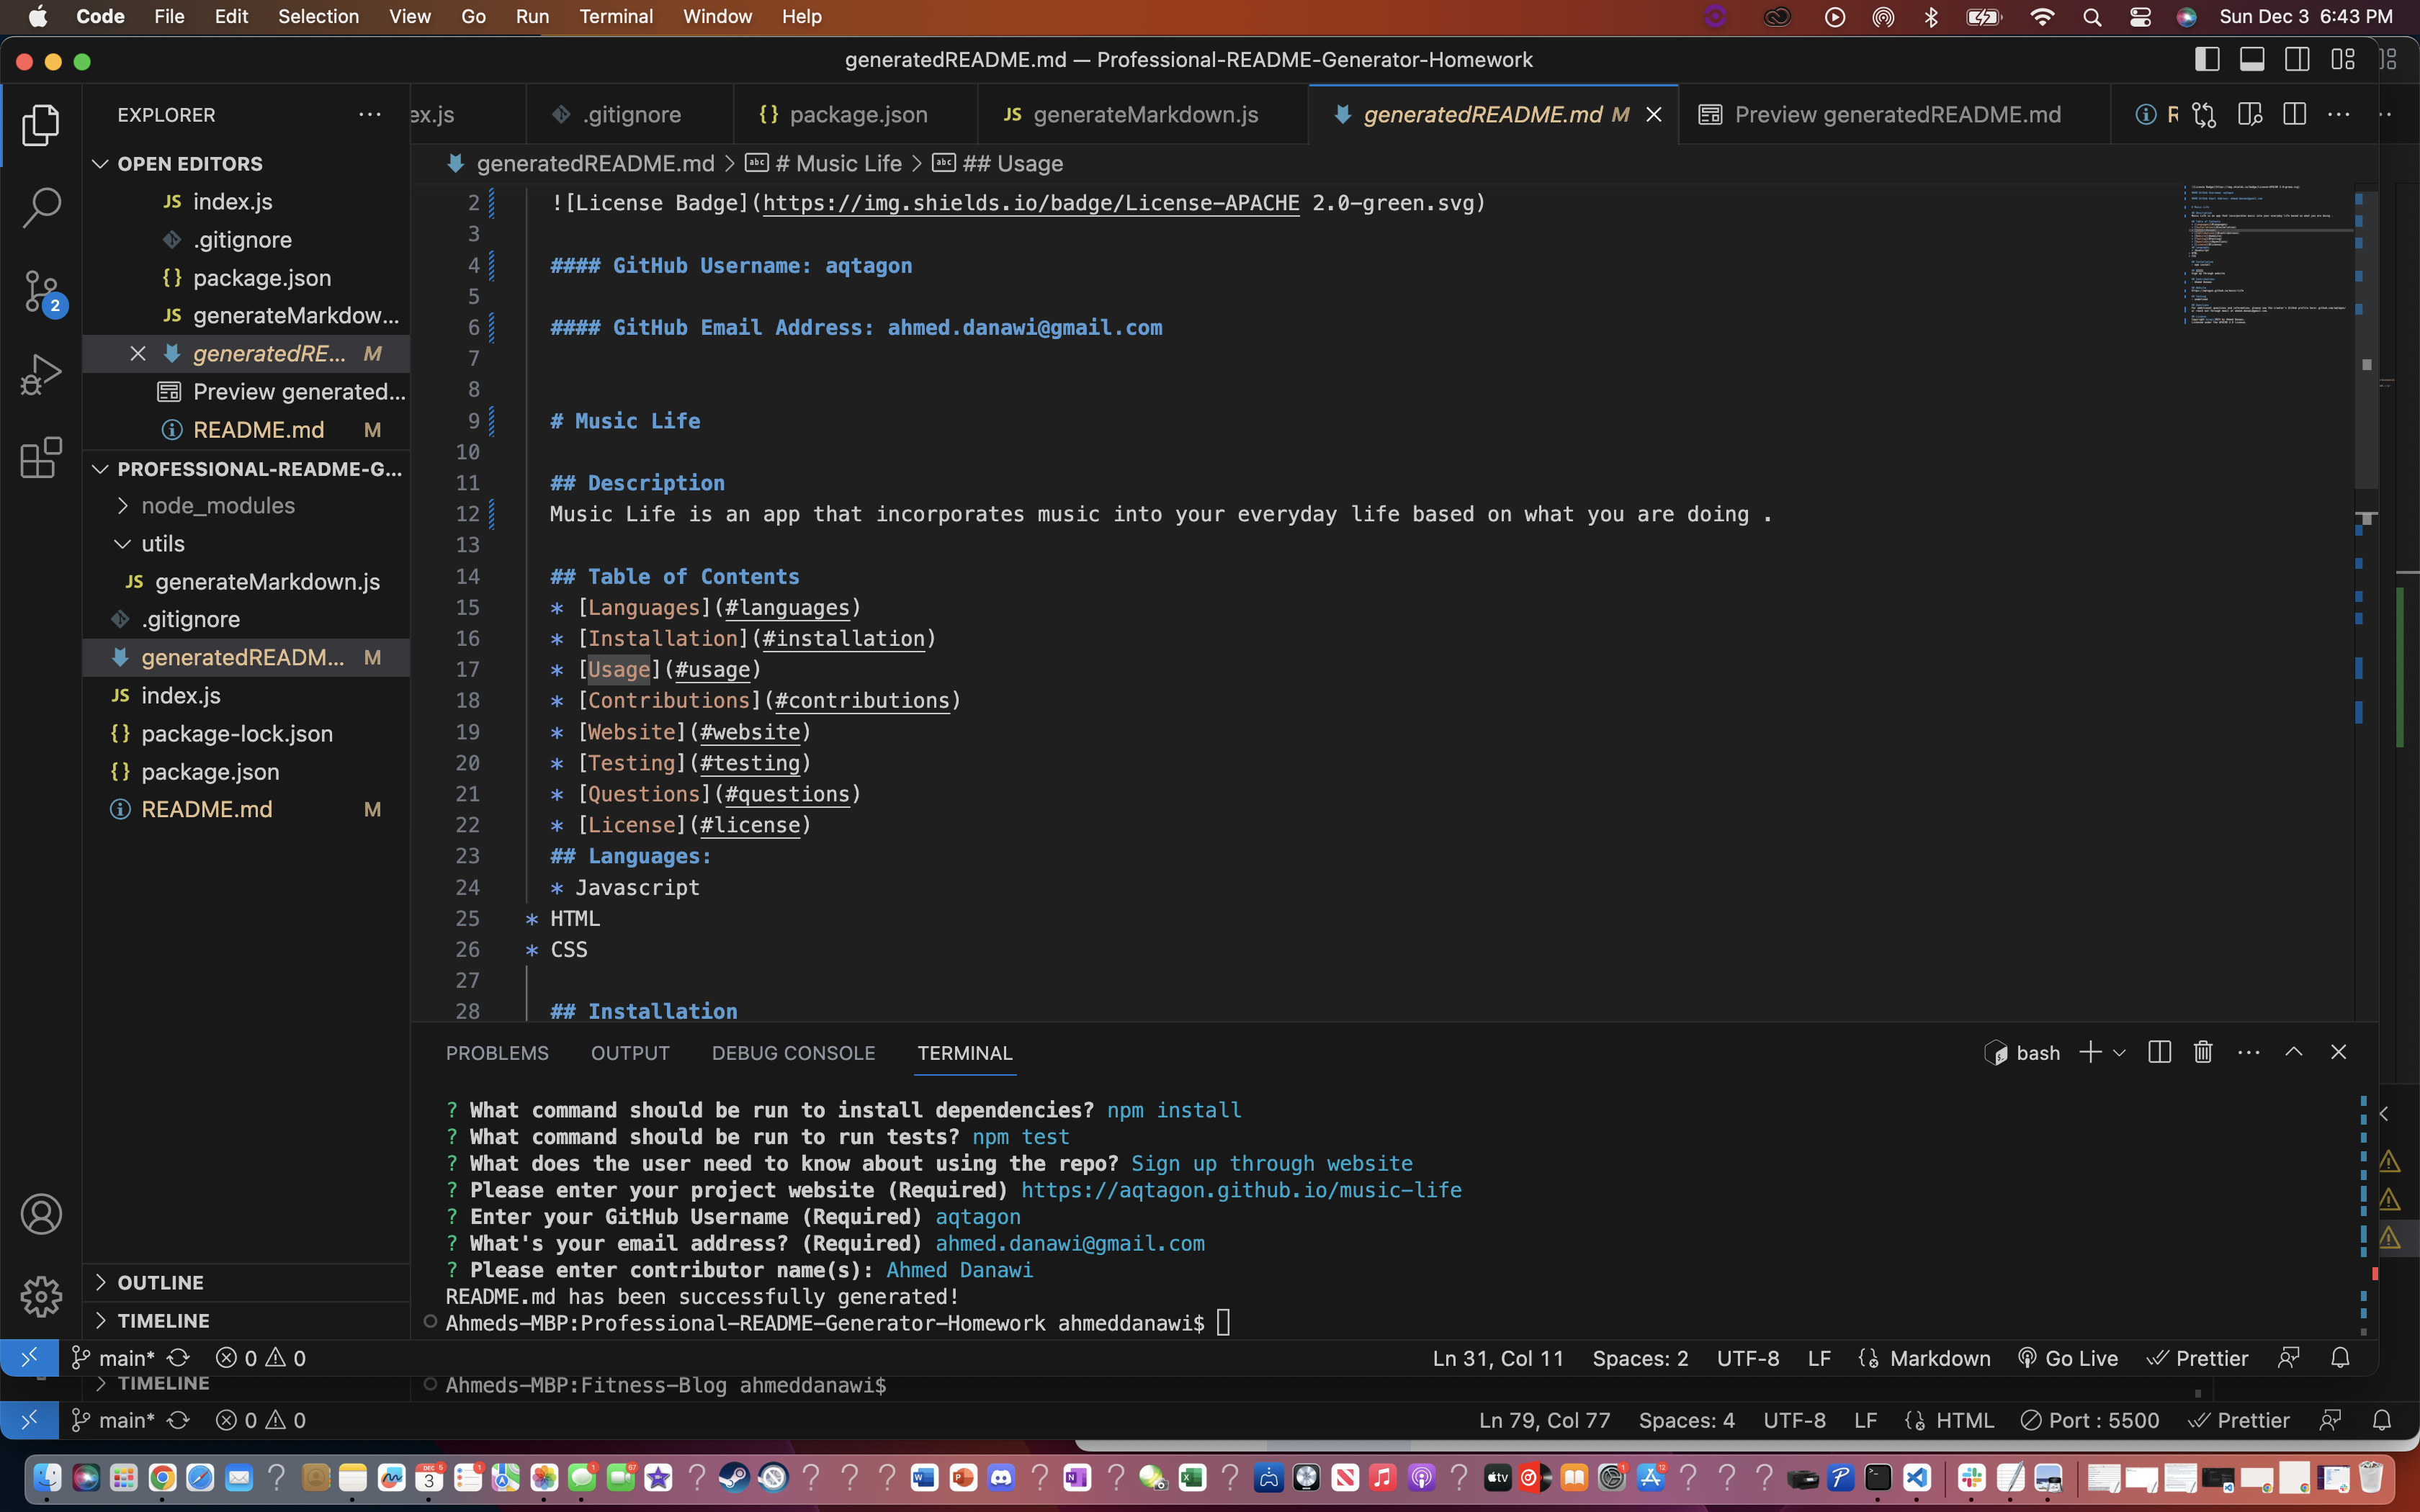 Code File Edit Selection View Go Run Terminal Window Help Sun Dec 3 6:43 PM
generatedREADME.md — Professional-README-Generator-Homework
EXPLORER
ex.js .gitignore {} package.json JS generateMarkdown.js generatedREADME.md M Preview generatedREADME.md
generatedREADME.md > # Music Life > ## Usage
OPEN EDITORS
JS index.js
.gitignore
{} package.json
JS generateMarkdow...
generatedRE... M
Preview generated...
README.md M
PROFESSIONAL-README-G...
node_modules
utils
JS generateMarkdown.js
.gitignore
generatedREADM... M
JS index.js
{} package-lock.json
{} package.json
README.md M
OUTLINE
TIMELINE
2
2 ![License Badge](https://img.shields.io/badge/License-APACHE 2.0-green.svg)
3
4 #### GitHub Username: aqtagon
5
6 #### GitHub Email Address: ahmed.danawi@gmail.com
7
8
9 # Music Life
10
11 ## Description
12 Music Life is an app that incorporates music into your everyday life based on what you are doing .
13
14 ## Table of Contents
15 * [Languages](#languages)
16 * [Installation](#installation)
17 * [Usage](#usage)
18 * [Contributions](#contributions)
19 * [Website](#website)
20 * [Testing](#testing)
21 * [Questions](#questions)
22 * [License](#license)
23 ## Languages:
24 * Javascript
25 * HTML
26 * CSS
27
28 ## Installation
PROBLEMS OUTPUT DEBUG CONSOLE TERMINAL bash
? What command should be run to install dependencies? npm install
? What command should be run to run tests? npm test
? What does the user need to know about using the repo? Sign up through website
? Please enter your project website (Required) https://aqtagon.github.io/music-life
? Enter your GitHub Username (Required) aqtagon
? What's your email address? (Required) ahmed.danawi@gmail.com
? Please enter contributor name(s): Ahmed Danawi
README.md has been successfully generated!
Ahmeds-MBP:Professional-README-Generator-Homework ahmeddanawi$
main* 0 0 Ln 31, Col 11 Spaces: 2 UTF-8 LF Markdown Go Live Prettier
TIMELINE Ahmeds-MBP:Fitness-Blog ahmeddanawi$
main* 0 0 Ln 79, Col 77 Spaces: 4 UTF-8 LF HTML Port : 5500 Prettier